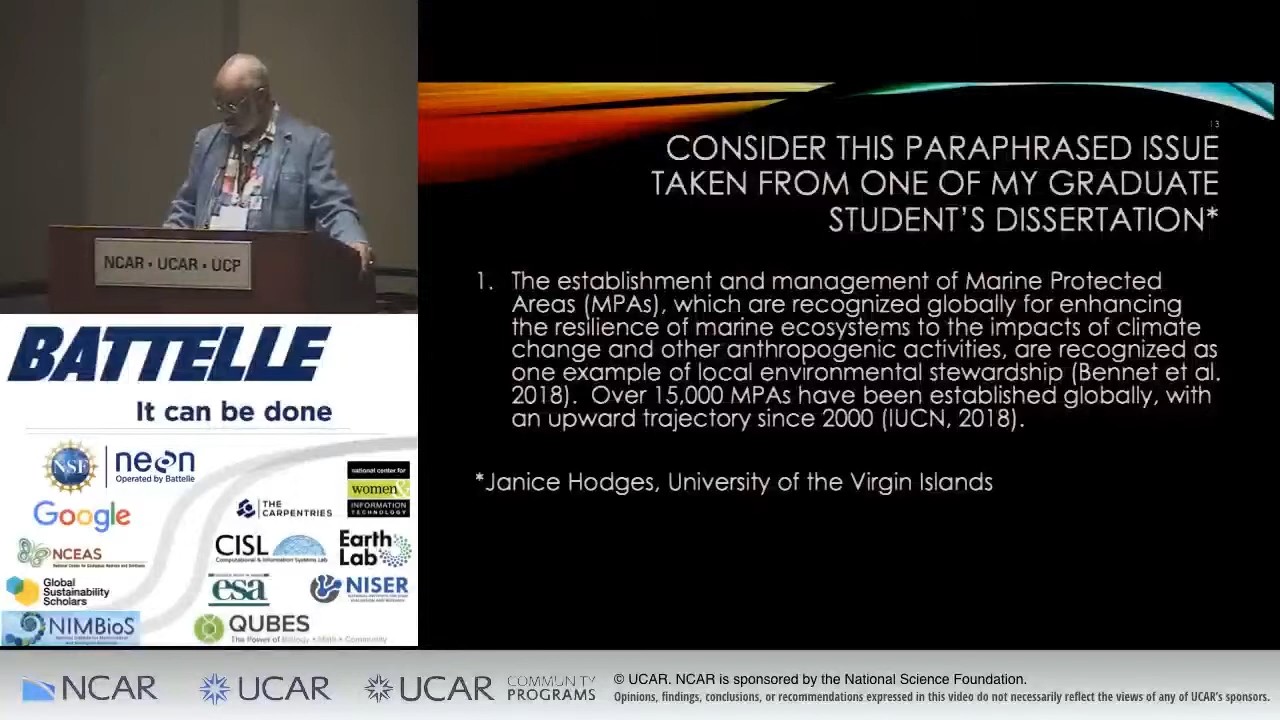 NCAR • UCAR • UCP
BATTELLE
It can be done
NSF
neon
Operated by Battelle
national center for
women&
INFORMATION
TECHNOLOGY
Google
THE
CARPENTRIES
NCEAS
CISL
Computational & Information Systems Lab
Earth
Lab
Global
Sustainability
Scholars
esa
NISER
NIMBioS
QUBES
The Power of Biology • Math • Community
13
CONSIDER THIS PARAPHRASED ISSUE
TAKEN FROM ONE OF MY GRADUATE
STUDENT'S DISSERTATION*
1. The establishment and management of Marine Protected
Areas (MPAs), which are recognized globally for enhancing
the resilience of marine ecosystems to the impacts of climate
change and other anthropogenic activities, are recognized as
one example of local environmental stewardship (Bennet et al.
2018). Over 15,000 MPAs have been established globally, with
an upward trajectory since 2000 (IUCN, 2018).
*Janice Hodges, University of the Virgin Islands
NCAR
UCAR
UCAR
COMMUNITY
PROGRAMS
© UCAR. NCAR is sponsored by the National Science Foundation.
Opinions, findings, conclusions, or recommendations expressed in this video do not necessarily reflect the views of any of UCAR's sponsors.